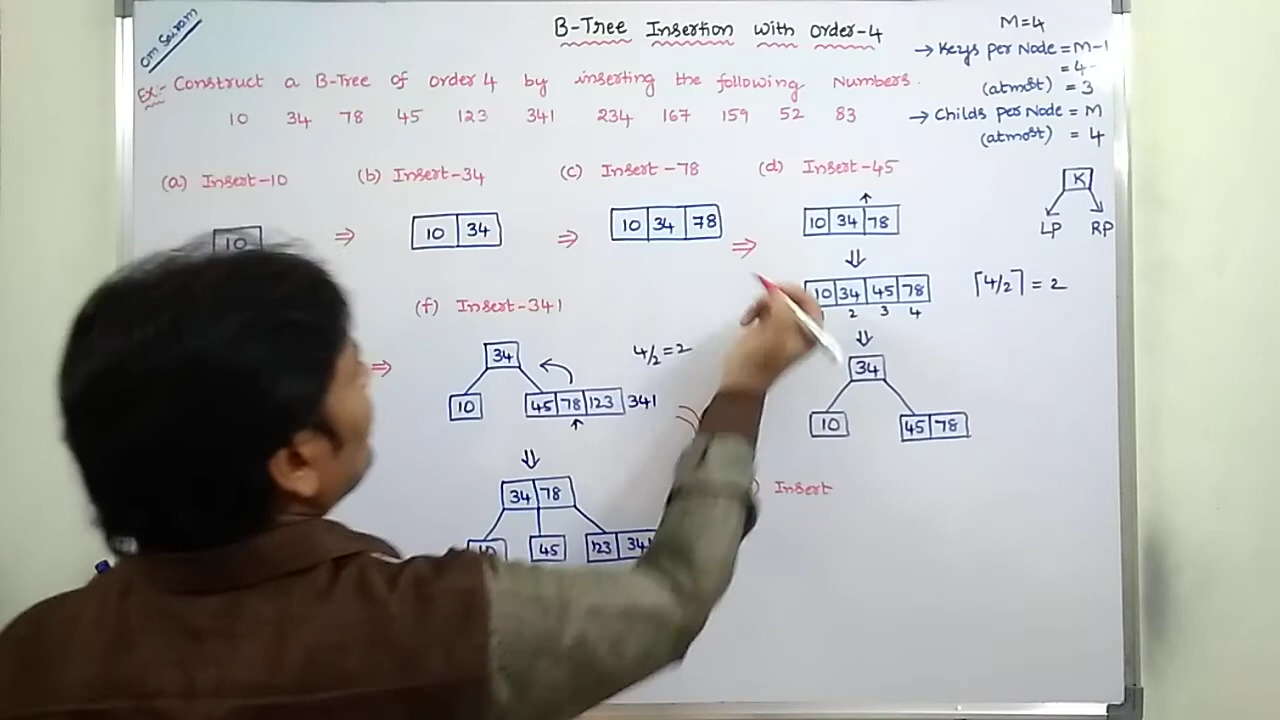 Om Sairam
B-Tree Insertion with Order-4
M=4
→ Keys per Node = M-1
= 4-
(atmost) = 3
→ Childs per Node = M
(atmost) = 4
Ex:- Construct a B-Tree of order 4 by inserting the following Numbers.
10 34 78 45 123 341 234 167 159 52 83
(a) Insert-10 (b) Insert-34 (c) Insert-78 (d) Insert-45
K
LP RP
10 ⇒ 10 34 ⇒ 10 34 78 ⇒ 10 34 78
10 34 45 78
2 3 4
⌈4/2⌉ = 2
34
10 45 78
(f) Insert-341
⇒ 34 4/2=2
10 45 78 123 341
34 78
10 45 123 341
Insert